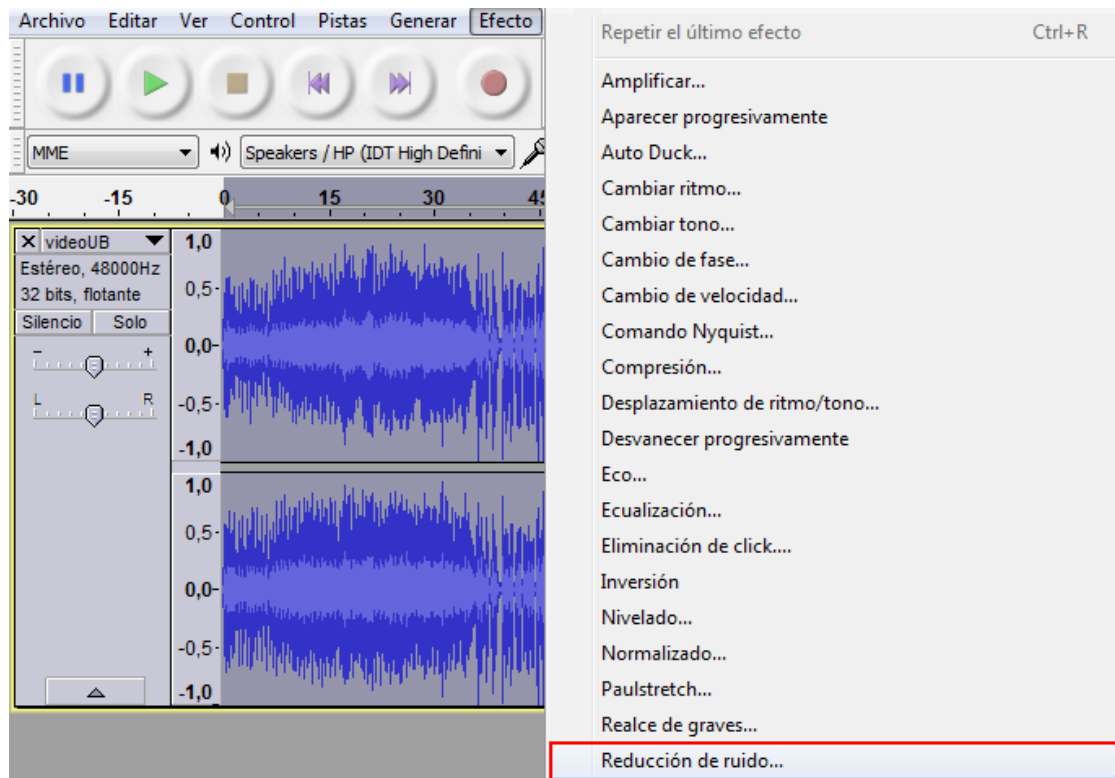 Archivo Editar Ver Control Pistas Generar Efecto
MME Speakers / HP (IDT High Defini
-30 -15 0 15 30 45
videoUB
Estéreo, 48000Hz
32 bits, flotante
Silencio Solo
- +
L R
1,0
0,5
0,0
-0,5
-1,0
1,0
0,5
0,0
-0,5
-1,0
Repetir el último efecto Ctrl+R
Amplificar...
Aparecer progresivamente
Auto Duck...
Cambiar ritmo...
Cambiar tono...
Cambio de fase...
Cambio de velocidad...
Comando Nyquist...
Compresión...
Desplazamiento de ritmo/tono...
Desvanecer progresivamente
Eco...
Ecualización...
Eliminación de click....
Inversión
Nivelado...
Normalizado...
Paulstretch...
Realce de graves...
Reducción de ruido...